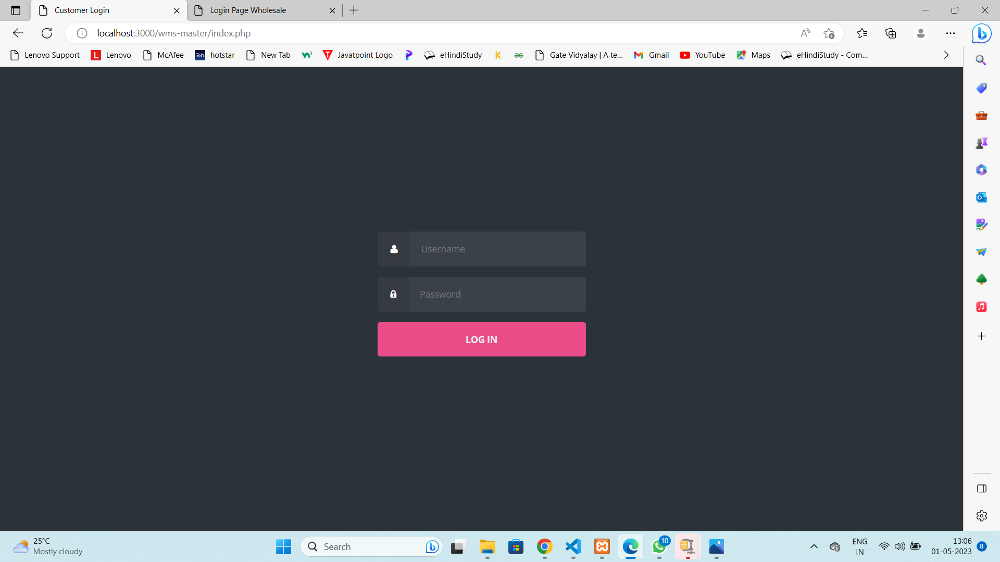 Customer Login
Login Page Wholesale
localhost:3000/wms-master/index.php
Lenovo Support
L Lenovo
McAfee
hotstar
New Tab
Javatpoint Logo
eHindiStudy
Gate Vidyalay | A te...
Gmail
YouTube
Maps
eHindiStudy - Com...
Username
Password
LOG IN
25°C
Mostly cloudy
Search
10
ENG
IN
13:06
01-05-2023
8